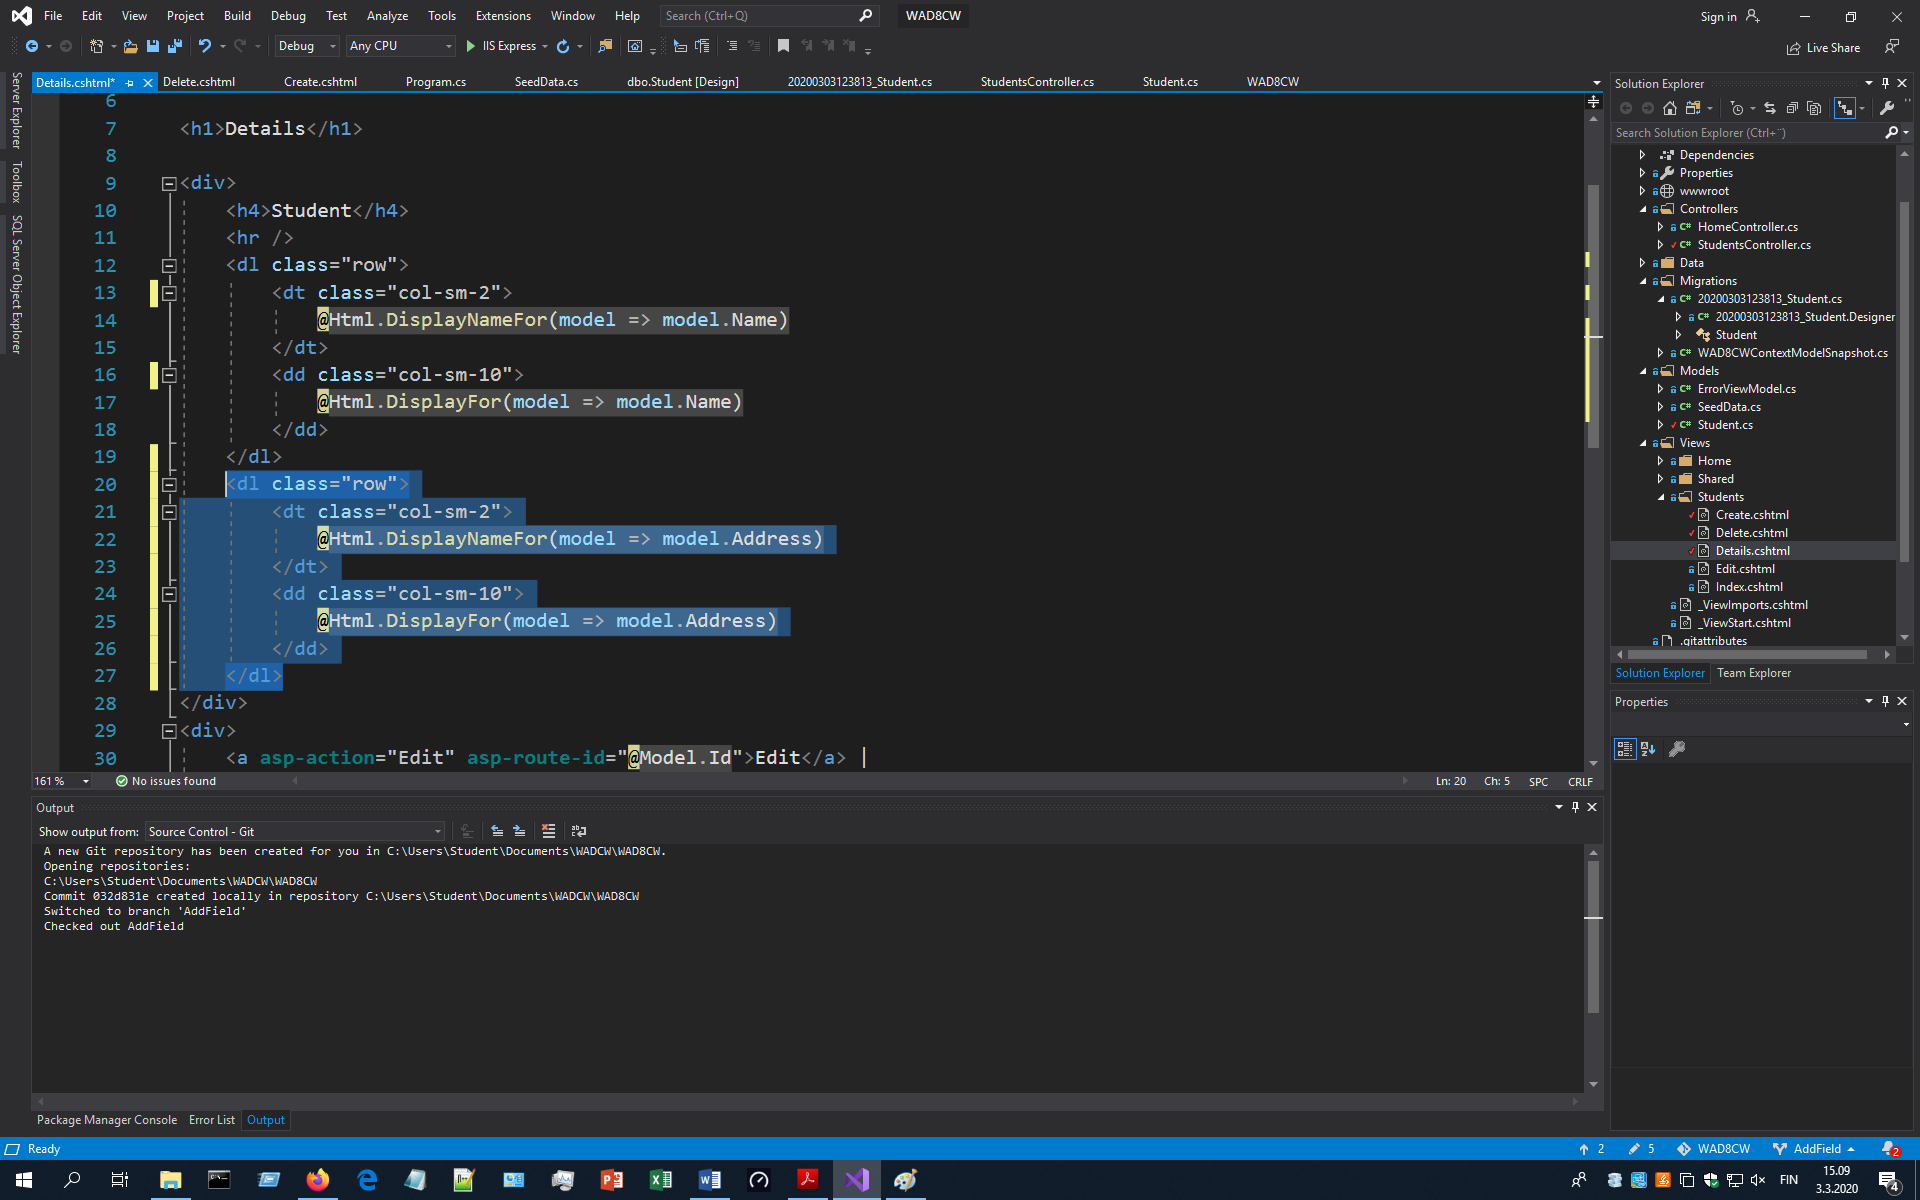 File Edit View Project Build Debug Test Analyze Tools Extensions Window Help Search (Ctrl+Q) WAD8CW Sign in
Debug Any CPU IIS Express Live Share
Details.cshtml* Delete.cshtml Create.cshtml Program.cs SeedData.cs dbo.Student [Design] 20200303123813_Student.cs StudentsController.cs Student.cs WAD8CW
Server Explorer
Toolbox
SQL Server Object Explorer
6
7 <h1>Details</h1>
8
9 <div>
10 <h4>Student</h4>
11 <hr />
12 <dl class="row">
13 <dt class="col-sm-2">
14 @Html.DisplayNameFor(model => model.Name)
15 </dt>
16 <dd class="col-sm-10">
17 @Html.DisplayFor(model => model.Name)
18 </dd>
19 </dl>
20 <dl class="row">
21 <dt class="col-sm-2">
22 @Html.DisplayNameFor(model => model.Address)
23 </dt>
24 <dd class="col-sm-10">
25 @Html.DisplayFor(model => model.Address)
26 </dd>
27 </dl>
28 </div>
29 <div>
30 <a asp-action="Edit" asp-route-id="@Model.Id">Edit</a> |
161 % No issues found Ln: 20 Ch: 5 SPC CRLF
Output
Show output from: Source Control - Git
A new Git repository has been created for you in C:\Users\Student\Documents\WADCW\WAD8CW.
Opening repositories:
C:\Users\Student\Documents\WADCW\WAD8CW
Commit 032d831e created locally in repository C:\Users\Student\Documents\WADCW\WAD8CW
Switched to branch 'AddField'
Checked out AddField
Package Manager Console Error List Output
Solution Explorer
Search Solution Explorer (Ctrl+¨)
Dependencies
Properties
wwwroot
Controllers
C# HomeController.cs
C# StudentsController.cs
Data
Migrations
C# 20200303123813_Student.cs
C# 20200303123813_Student.Designer
Student
C# WAD8CWContextModelSnapshot.cs
Models
C# ErrorViewModel.cs
C# SeedData.cs
C# Student.cs
Views
Home
Shared
Students
Create.cshtml
Delete.cshtml
Details.cshtml
Edit.cshtml
Index.cshtml
_ViewImports.cshtml
_ViewStart.cshtml
.gitattributes
Solution Explorer Team Explorer
Properties
Ready 2 5 WAD8CW AddField 2
FIN 15.09
3.3.2020 4